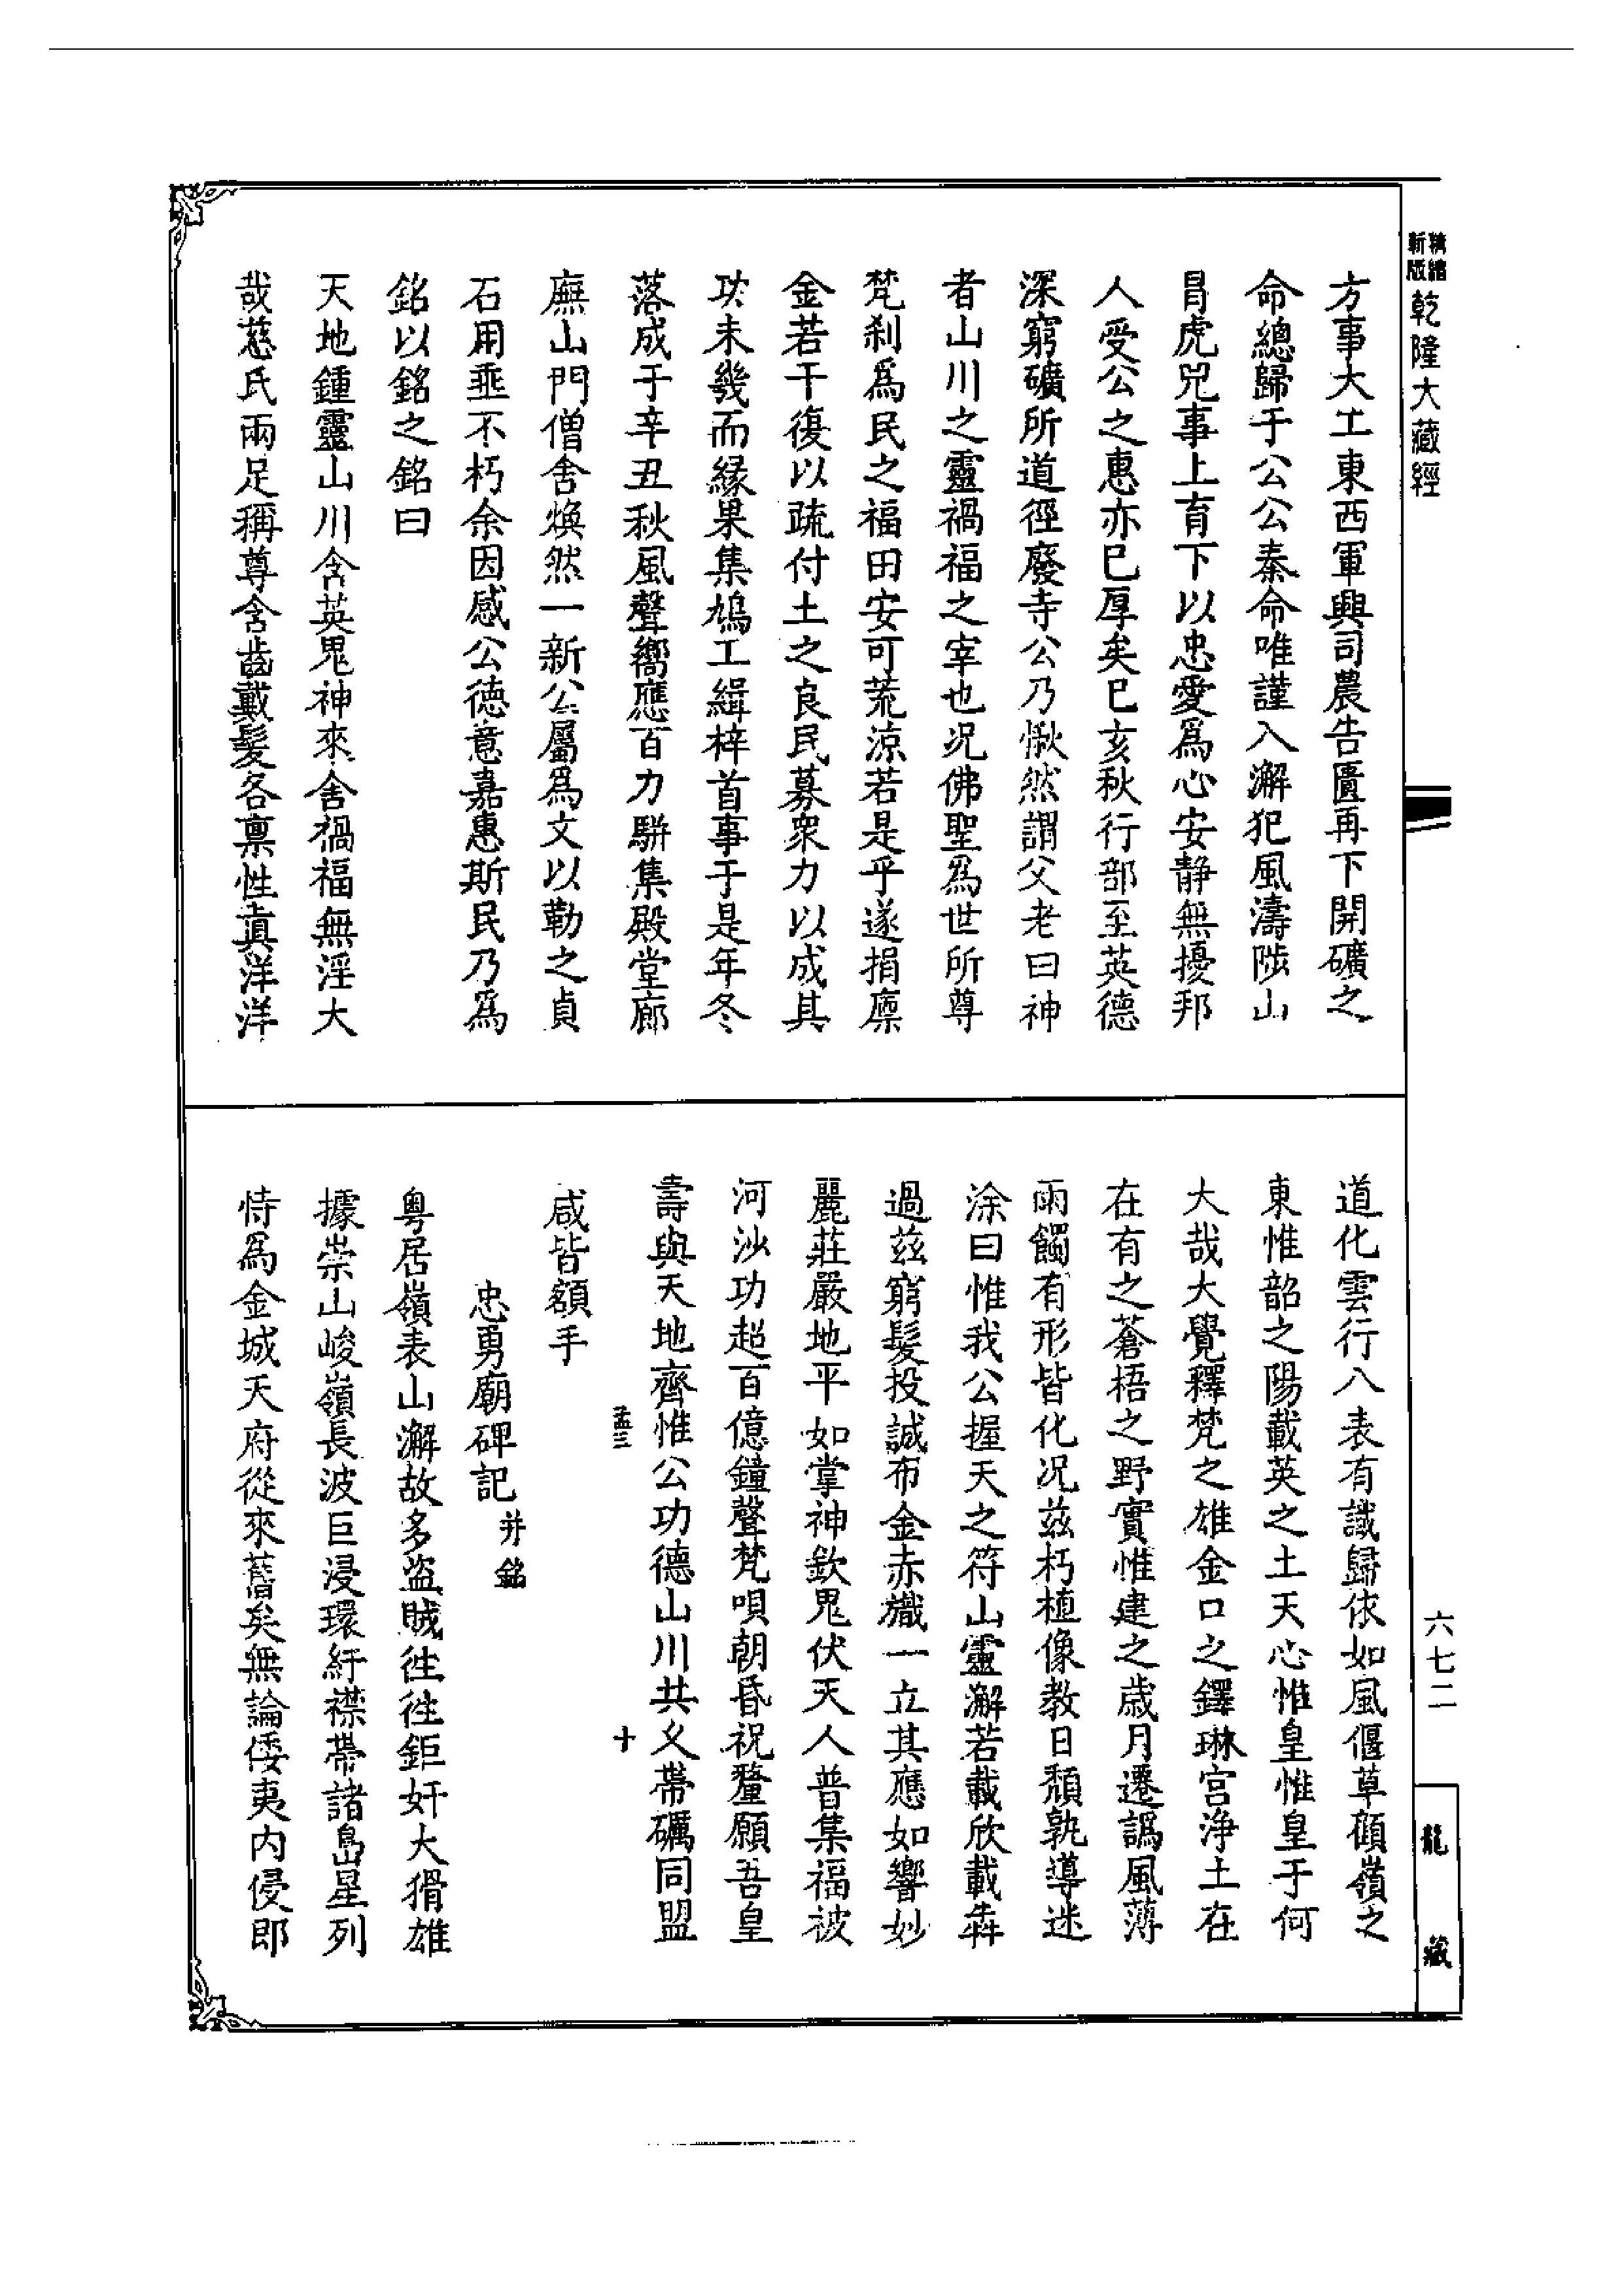 精縮新版乾隆大藏經
方事大工東西軍興司農告匱再下開礦之
命總歸于公公秦命唯謹入澥犯風濤陟山
冐虎兕事上育下以忠愛爲心安靜無擾邦
人受公之惠亦巳厚矣巳亥秋行部至英德
深窮礦所道徑廢寺公乃愀然謂父老曰神
者山川之靈禍福之宰也况佛聖爲世所尊
梵刹爲民之福田安可荒凉若是乎遂捐廪
金若干復以疏付土之良民募衆力以成其
功未幾而緣果集鳩工緝梓首事于是年冬
落成于辛丑秋風聲嚮應百力駢集殿堂廊
廡山門僧舍煥然一新公屬爲文以勒之貞
石用垂不朽余因感公德意嘉惠斯民乃爲
銘以銘之銘曰
天地鍾靈山川含英鬼神來舍禍福無淫大
哉慈氏兩足稱尊含齒戴髮各禀性眞洋洋
道化雲行八表有識歸依如風偃草顧嶺之
東惟韶之陽載英之土天心惟皇惟皇于何
大哉大覺釋梵之雄金口之鐸琳宫淨土在
在有之蒼梧之野實惟建之歲月遷譌風薄
雨蠲有形皆化况茲朽植像教日頹孰導迷
涂曰惟我公握天之符山靈澥若載欣載犇
過茲窮髮投誠布金赤幟一立其應如響妙
麗莊嚴地平如掌神欽鬼伏天人普集福被
河沙功超百億鐘聲梵唄朝昏祝釐願吾皇
壽與天地齊惟公功德山川共乂帶礪同盟
孟三 十
咸皆額手
忠勇廟碑記并銘
粵居嶺表山澥故多盜賊徃徃鉅奸大猾雄
據崇山峻嶺長波巨浸環紆襟帶諸島星列
恃爲金城天府從來舊矣無論倭夷内侵即
六七二
龍藏